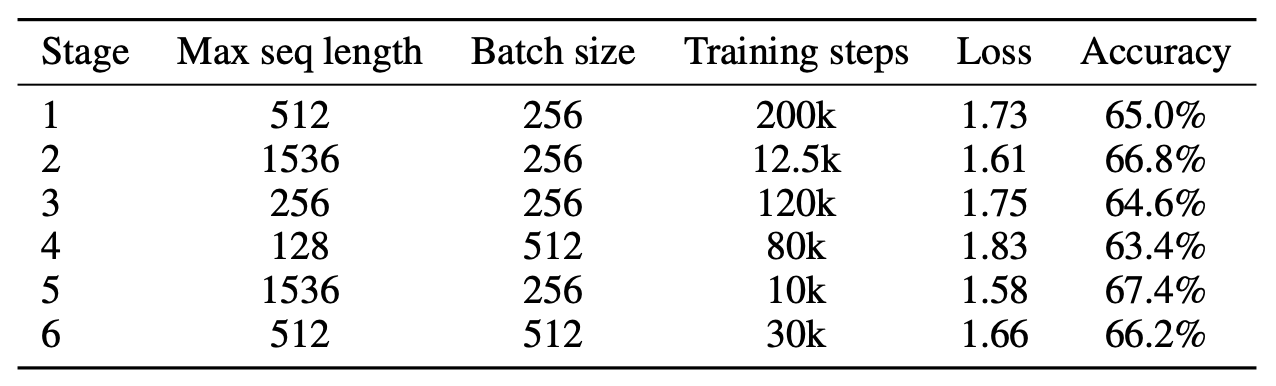 Stage Max seq length Batch size Training steps Loss Accuracy
1 512 256 200k 1.73 65.0%
2 1536 256 12.5k 1.61 66.8%
3 256 256 120k 1.75 64.6%
4 128 512 80k 1.83 63.4%
5 1536 256 10k 1.58 67.4%
6 512 512 30k 1.66 66.2%